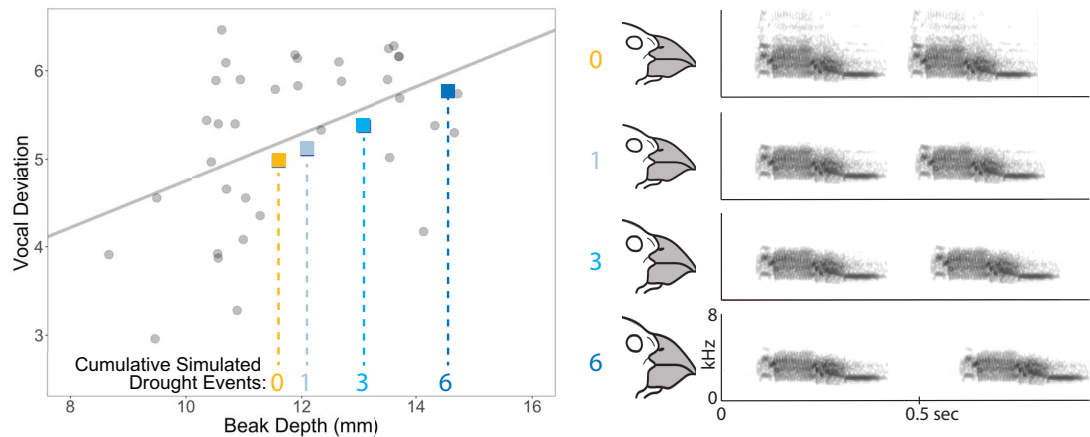 6
5
4
3
Vocal Deviation
Cumulative Simulated
Drought Events: 0 1 3 6
8 10 12 14 16
Beak Depth (mm)
0
1
3
6
8
kHz
0
0 0.5 sec